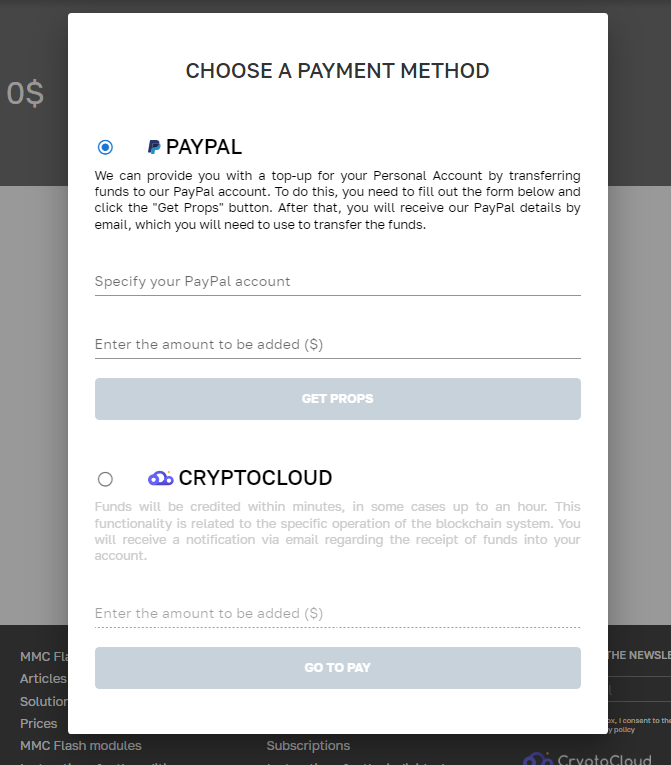 0$
CHOOSE A PAYMENT METHOD
PAYPAL
We can provide you with a top-up for your Personal Account by transferring
funds to our PayPal account. To do this, you need to fill out the form below and
click the "Get Props" button. After that, you will receive our PayPal details by
email, which you will need to use to transfer the funds.
Specify your PayPal account
Enter the amount to be added ($)
GET PROPS
CRYPTOCLOUD
Funds will be credited within minutes, in some cases up to an hour. This
functionality is related to the specific operation of the blockchain system. You
will receive a notification via email regarding the receipt of funds into your
account.
Enter the amount to be added ($)
GO TO PAY
MMC Fla
THE NEWSLE
Articles
Solution
ox, I consent to the
Prices
y policy
MMC Flash modules
Subscriptions
CryptoCloud